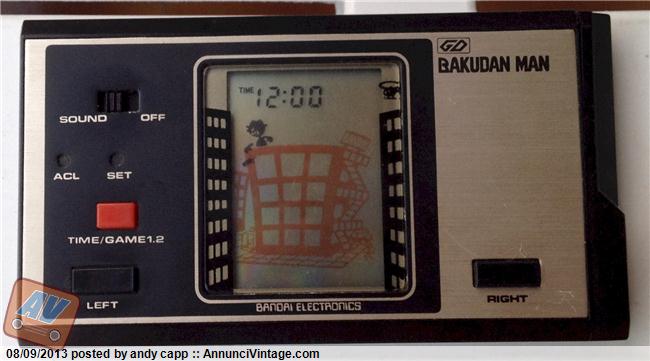 GD
BAKUDAN MAN
TIME 12:00
SOUND OFF
ACL SET
TIME/GAME1.2
LEFT
RIGHT
BANDAI ELECTRONICS
AV
08/09/2013 posted by andy capp :: AnnunciVintage.com